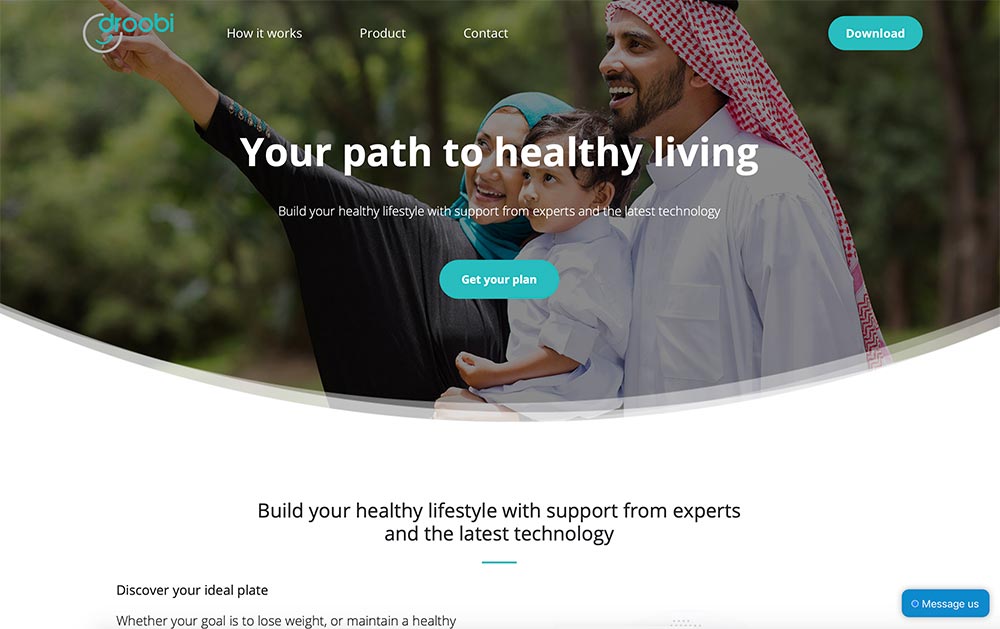 droobi
How it works
Product
Contact
Download
Your path to healthy living
Build your healthy lifestyle with support from experts and the latest technology
Get your plan
Build your healthy lifestyle with support from experts
and the latest technology
Discover your ideal plate
Whether your goal is to lose weight, or maintain a healthy
Message us